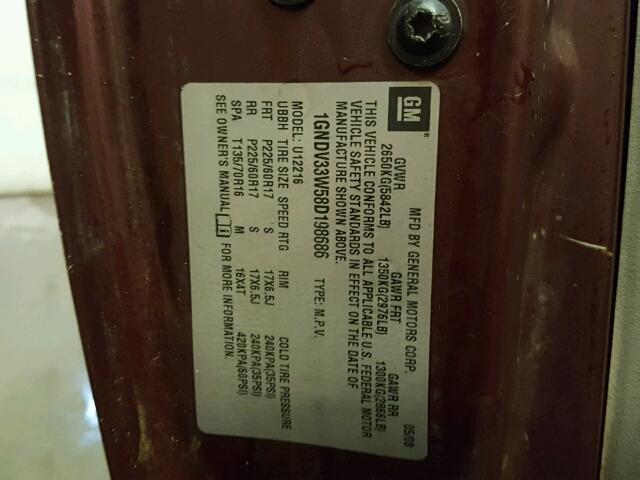 GM ® MFD BY GENERAL MOTORS CORP. 05/08
GVWR GAWR FRT GAWR RR
2650KG(5842LB) 1350KG(2976LB) 1300KG(2866LB)
THIS VEHICLE CONFORMS TO ALL APPLICABLE U.S. FEDERAL MOTOR
VEHICLE SAFETY STANDARDS IN EFFECT ON THE DATE OF
MANUFACTURE SHOWN ABOVE.
1GNDV33W58D198686 TYPE: M.P.V.
MODEL: U12216
UBBH TIRE SIZE SPEED RTG RIM COLD TIRE PRESSURE
FRT P225/60R17 S 17X6.5J 240KPA(35PSI)
RR P225/60R17 S 17X6.5J 240KPA(35PSI)
SPA T135/70R16 M 16X4T 420KPA(60PSI)
SEE OWNER'S MANUAL FOR MORE INFORMATION.